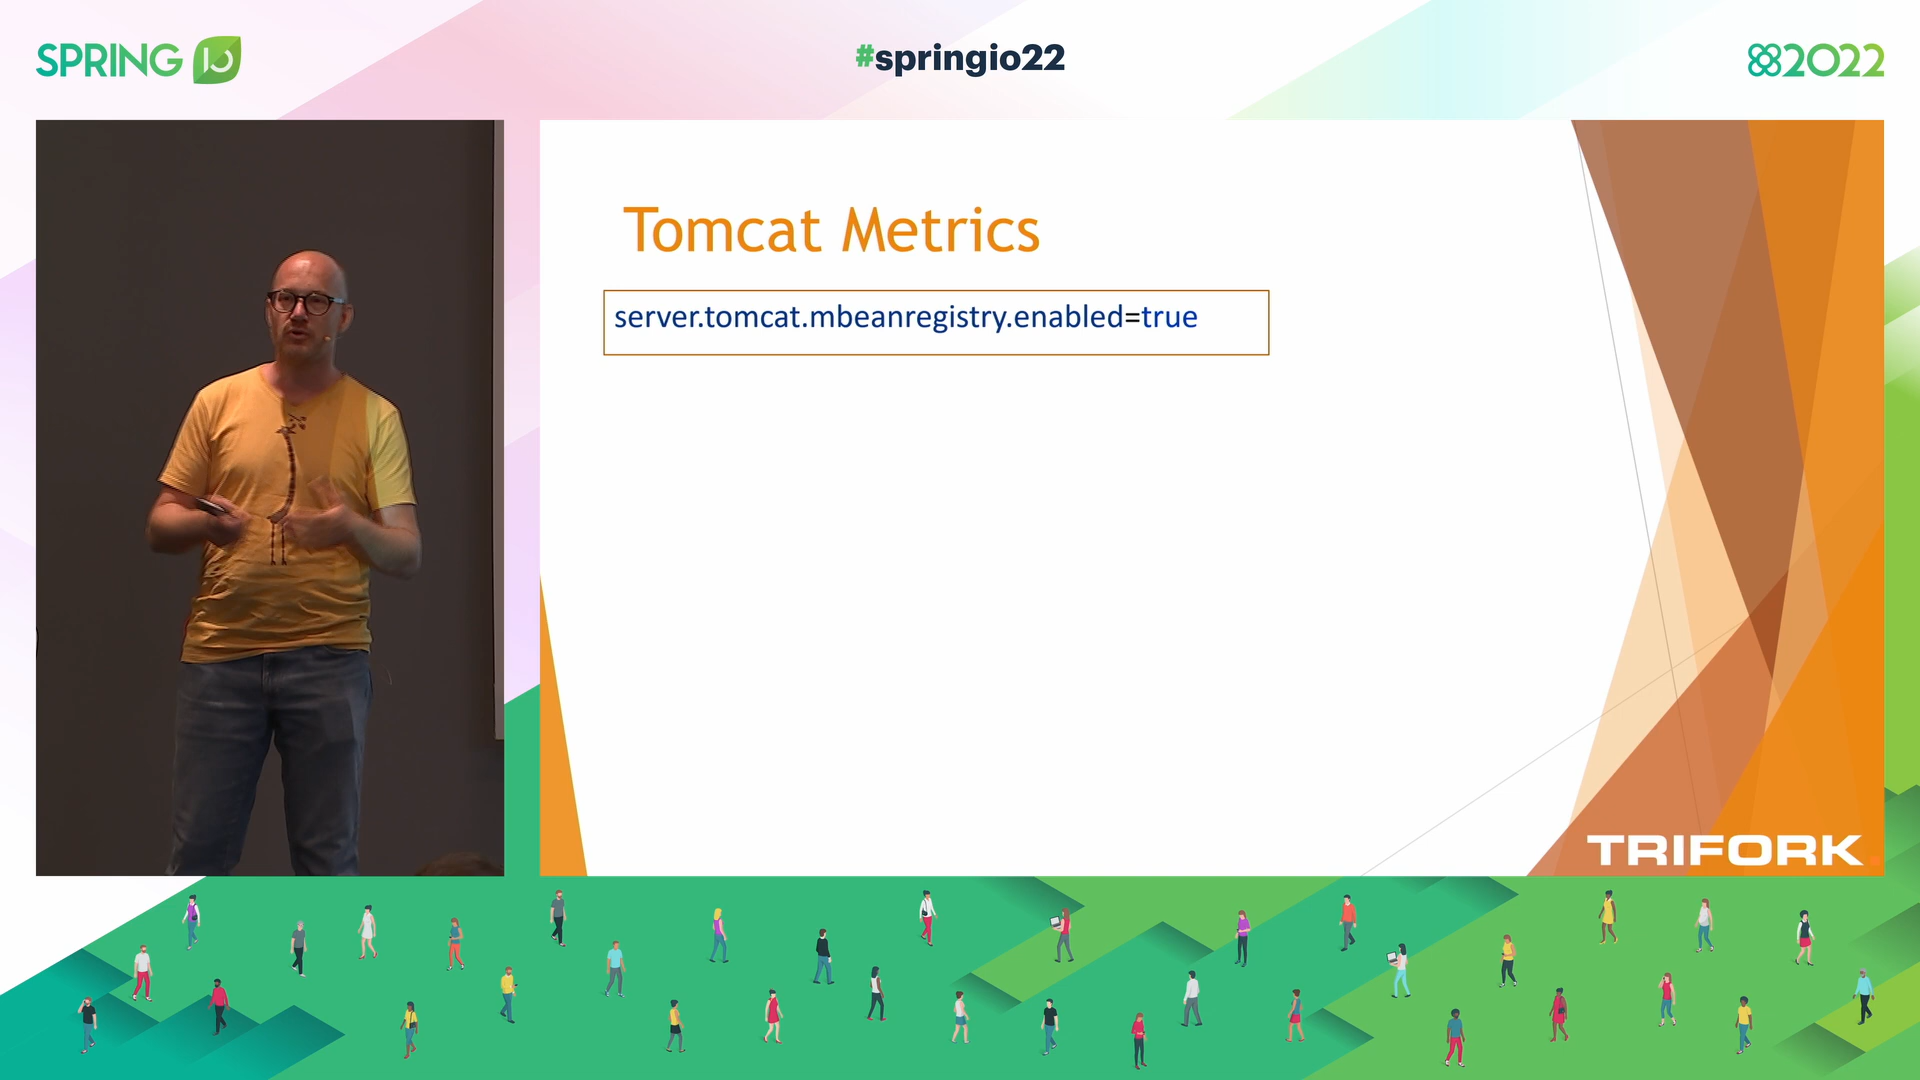 SPRING IO
#springio22
2022
Tomcat Metrics
server.tomcat.mbeanregistry.enabled=true
TRIFORK